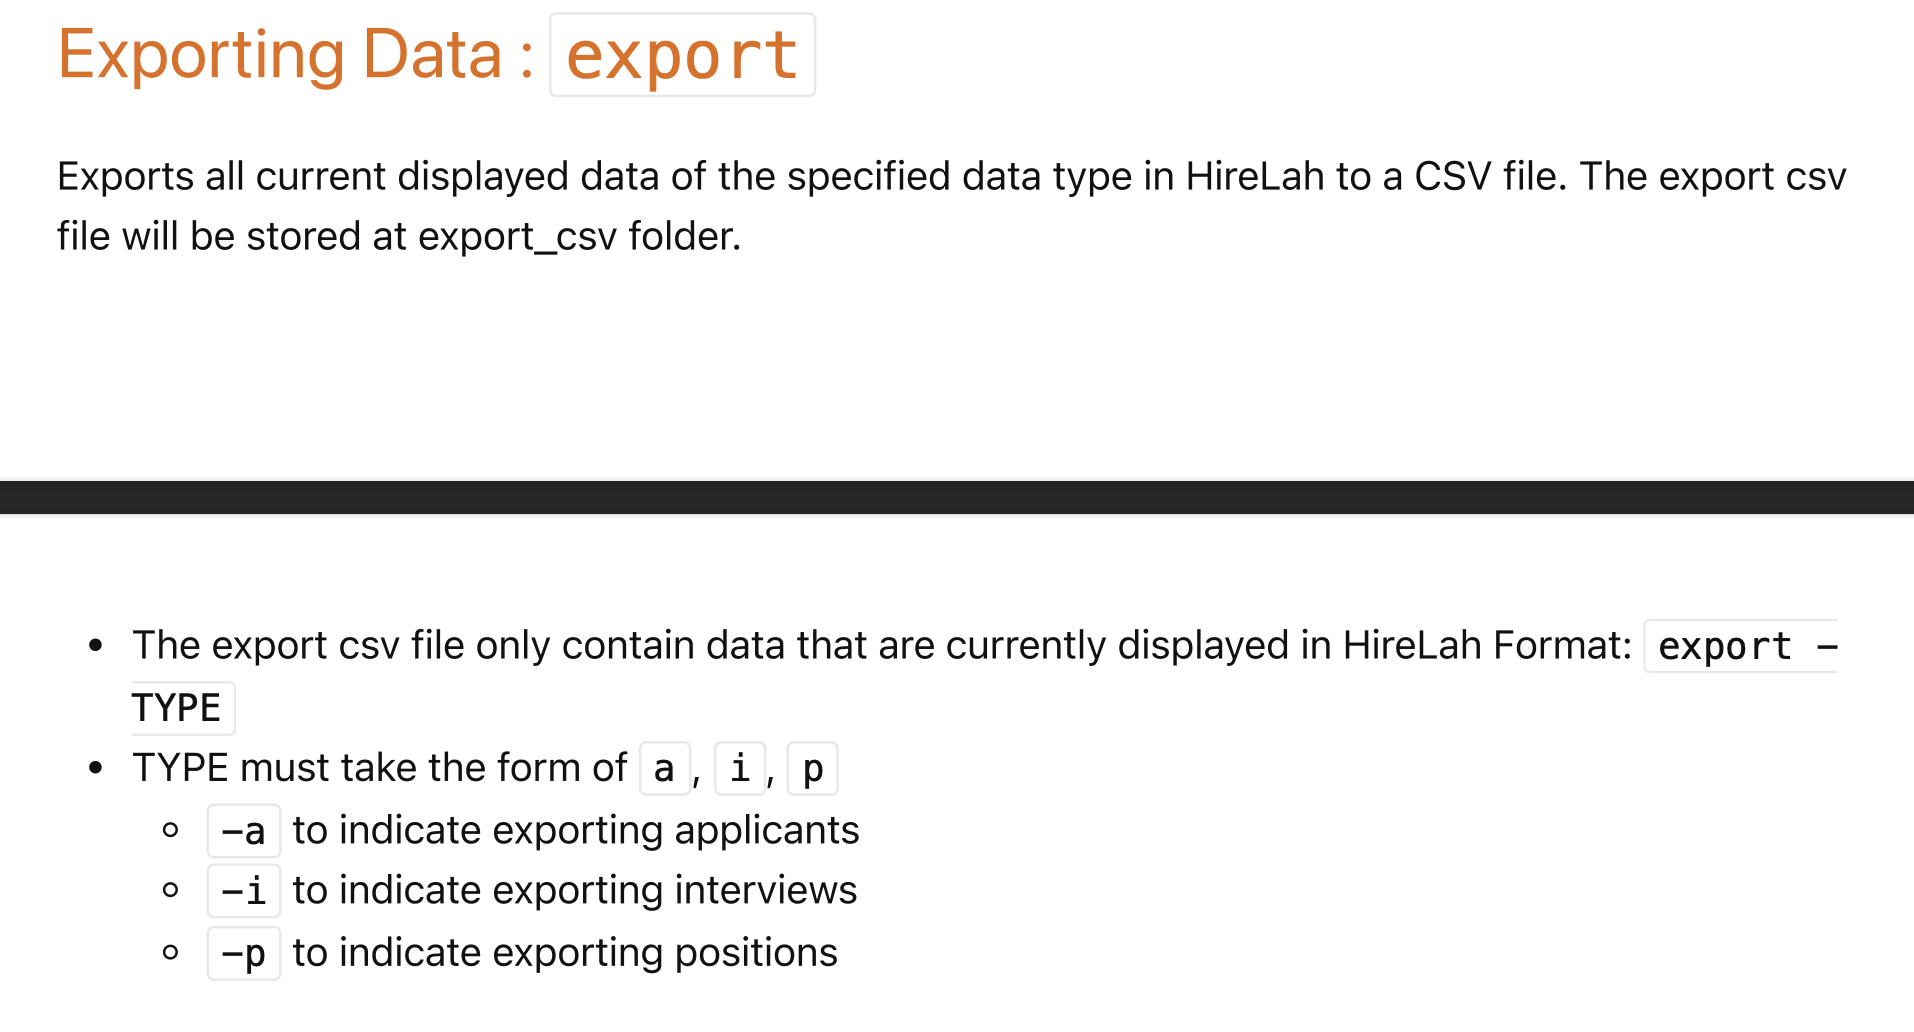 Exporting Data : export
Exports all current displayed data of the specified data type in HireLah to a CSV file. The export csv
file will be stored at export_csv folder.
• The export csv file only contain data that are currently displayed in HireLah Format: export -
TYPE
• TYPE must take the form of a, i, p
○ -a to indicate exporting applicants
○ -i to indicate exporting interviews
○ -p to indicate exporting positions